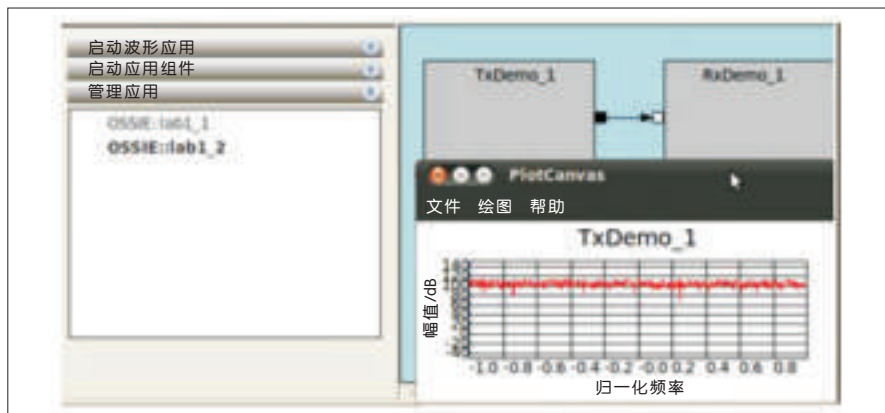 启动波形应用
启动应用组件
管理应用
OSSIE::lab1_1
OSSIE::lab1_2
TxDemo_1
RxDemo_1
PlotCanvas
文件 绘图 帮助
TxDemo_1
幅值/dB
-1.0 -0.8 -0.6 -0.4 -0.2 -0.0 0.2 0.4 0.6 0.8
归一化频率